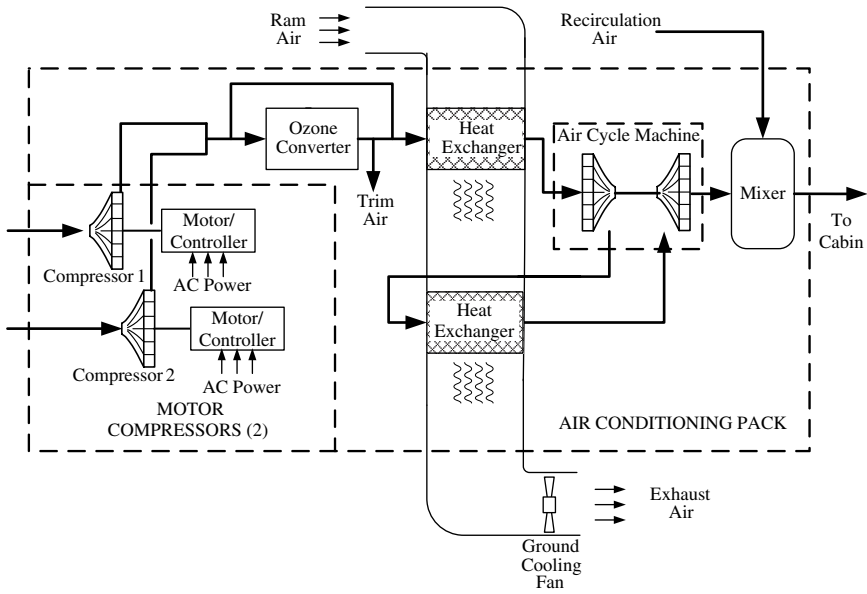 Ram
Air
Recirculation
Air
Ozone
Converter
Heat
Exchanger
Air Cycle Machine
Trim
Air
Mixer
To
Cabin
Motor/
Controller
Compressor 1
AC Power
Heat
Exchanger
Motor/
Controller
Compressor 2
AC Power
MOTOR
COMPRESSORS (2)
AIR CONDITIONING PACK
Exhaust
Air
Ground
Cooling
Fan